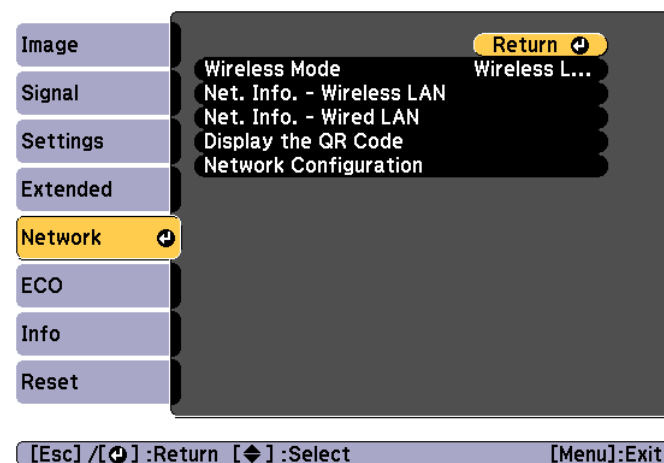 Image
Signal
Settings
Extended
Network
ECO
Info
Reset
Return
Wireless Mode Wireless L...
Net. Info. - Wireless LAN
Net. Info. - Wired LAN
Display the QR Code
Network Configuration
[Esc] /[⏎] :Return [◆] :Select [Menu]:Exit